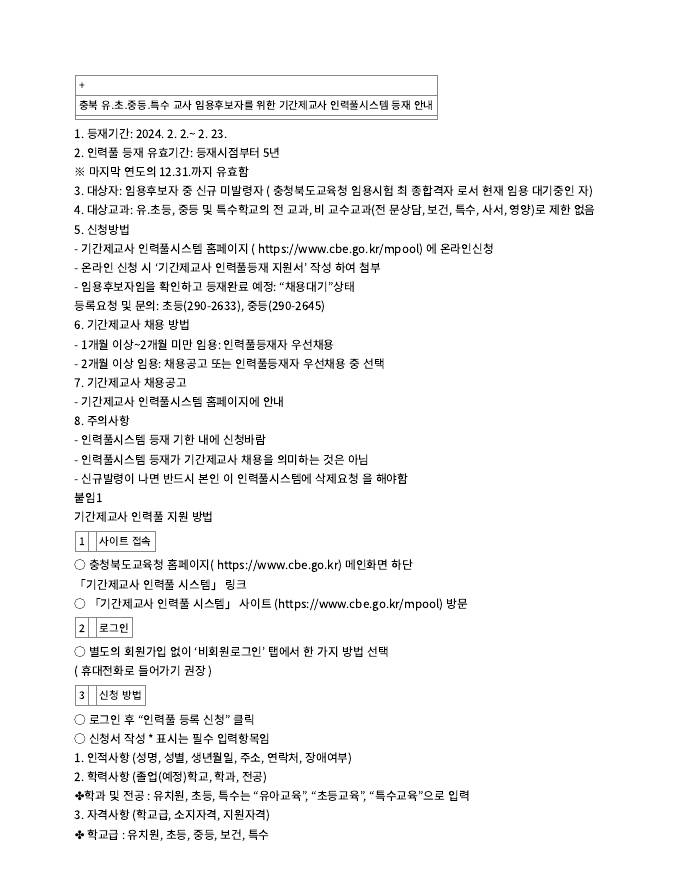 +
충북 유.초.중등.특수 교사 임용후보자를 위한 기간제교사 인력풀시스템 등재 안내
1. 등재기간: 2024. 2. 2.~ 2. 23.
2. 인력풀 등재 유효기간: 등재시점부터 5년
※ 마지막 연도의 12.31.까지 유효함
3. 대상자: 임용후보자 중 신규 미발령자 ( 충청북도교육청 임용시험 최 종합격자 로서 현재 임용 대기중인 자)
4. 대상교과: 유.초등, 중등 및 특수학교의 전 교과, 비 교수교과(전 문상담, 보건, 특수, 사서, 영양)로 제한 없음
5. 신청방법
- 기간제교사 인력풀시스템 홈페이지 ( https://www.cbe.go.kr/mpool) 에 온라인신청
- 온라인 신청 시 ‘기간제교사 인력풀등재 지원서’ 작성 하여 첨부
- 임용후보자임을 확인하고 등재완료 예정: “채용대기”상태
등록요청 및 문의: 초등(290-2633), 중등(290-2645)
6. 기간제교사 채용 방법
- 1개월 이상~2개월 미만 임용: 인력풀등재자 우선채용
- 2개월 이상 임용: 채용공고 또는 인력풀등재자 우선채용 중 선택
7. 기간제교사 채용공고
- 기간제교사 인력풀시스템 홈페이지에 안내
8. 주의사항
- 인력풀시스템 등재 기한 내에 신청바람
- 인력풀시스템 등재가 기간제교사 채용을 의미하는 것은 아님
- 신규발령이 나면 반드시 본인 이 인력풀시스템에 삭제요청 을 해야함
붙임1
기간제교사 인력풀 지원 방법
1 사이트 접속
○ 충청북도교육청 홈페이지( https://www.cbe.go.kr) 메인화면 하단
「기간제교사 인력풀 시스템」 링크
○ 「기간제교사 인력풀 시스템」 사이트 (https://www.cbe.go.kr/mpool) 방문
2 로그인
○ 별도의 회원가입 없이 ‘비회원로그인’ 탭에서 한 가지 방법 선택
( 휴대전화로 들어가기 권장 )
3 신청 방법
○ 로그인 후 “인력풀 등록 신청” 클릭
○ 신청서 작성 * 표시는 필수 입력항목임
1. 인적사항 (성명, 성별, 생년월일, 주소, 연락처, 장애여부)
2. 학력사항 (졸업(예정)학교, 학과, 전공)
✤학과 및 전공 : 유치원, 초등, 특수는 “유아교육”, “초등교육”, “특수교육”으로 입력
3. 자격사항 (학교급, 소지자격, 지원자격)
✤ 학교급 : 유치원, 초등, 중등, 보건, 특수